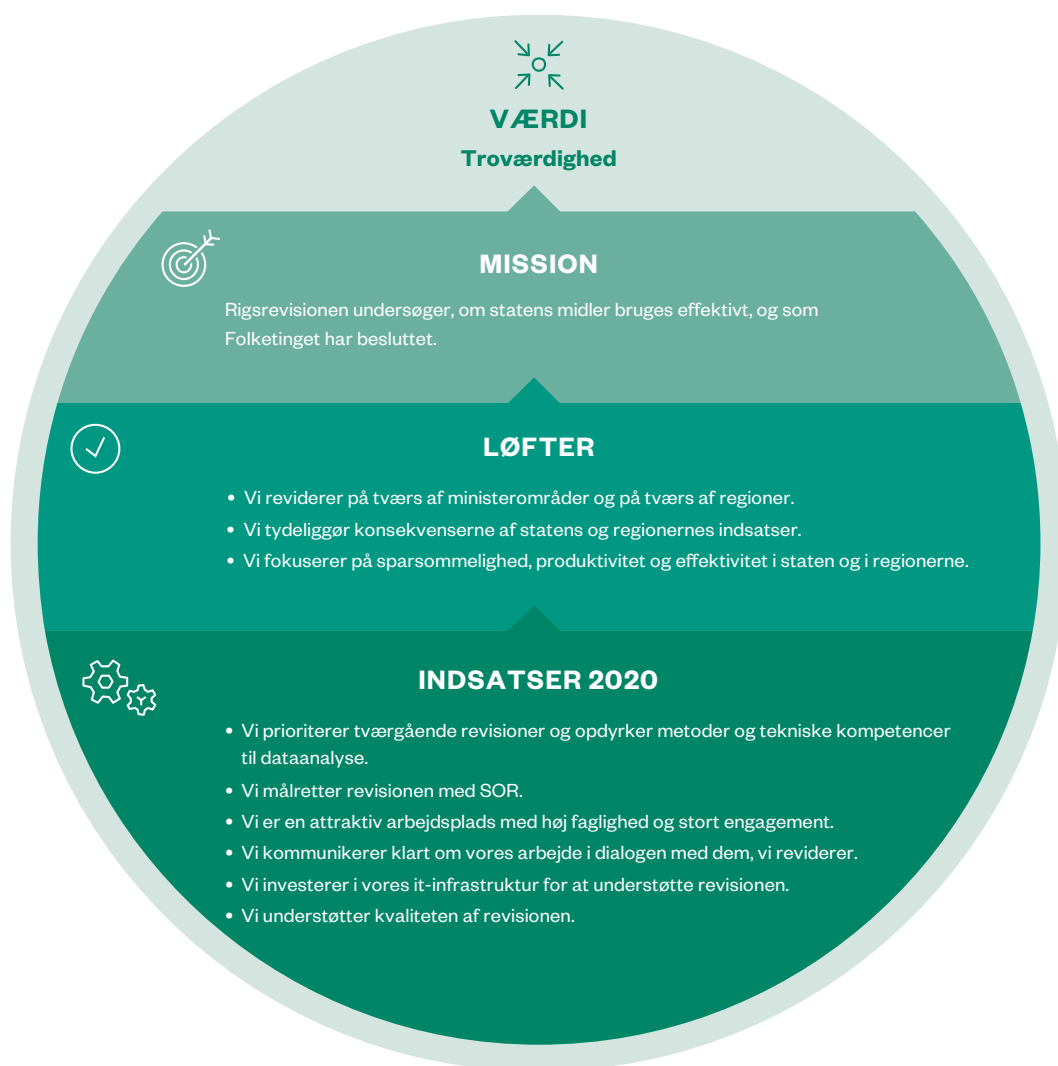 VÆRDI
Troværdighed
MISSION
Rigsrevisionen undersøger, om statens midler bruges effektivt, og som
Folketinget har besluttet.
LØFTER
• Vi reviderer på tværs af ministerområder og på tværs af regioner.
• Vi tydeliggør konsekvenserne af statens og regionernes indsatser.
• Vi fokuserer på sparsommelighed, produktivitet og effektivitet i staten og i regionerne.
INDSATSER 2020
• Vi prioriterer tværgående revisioner og opdyrker metoder og tekniske kompetencer
til dataanalyse.
• Vi målretter revisionen med SOR.
• Vi er en attraktiv arbejdsplads med høj faglighed og stort engagement.
• Vi kommunikerer klart om vores arbejde i dialogen med dem, vi reviderer.
• Vi investerer i vores it-infrastruktur for at understøtte revisionen.
• Vi understøtter kvaliteten af revisionen.